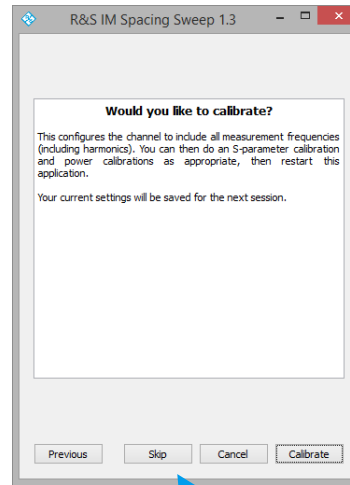 R&S IM Spacing Sweep 1.3
Would you like to calibrate?
This configures the channel to include all measurement frequencies
(including harmonics). You can then do an S-parameter calibration
and power calibrations as appropriate, then restart this
application.
Your current settings will be saved for the next session.
Previous Skip Cancel Calibrate